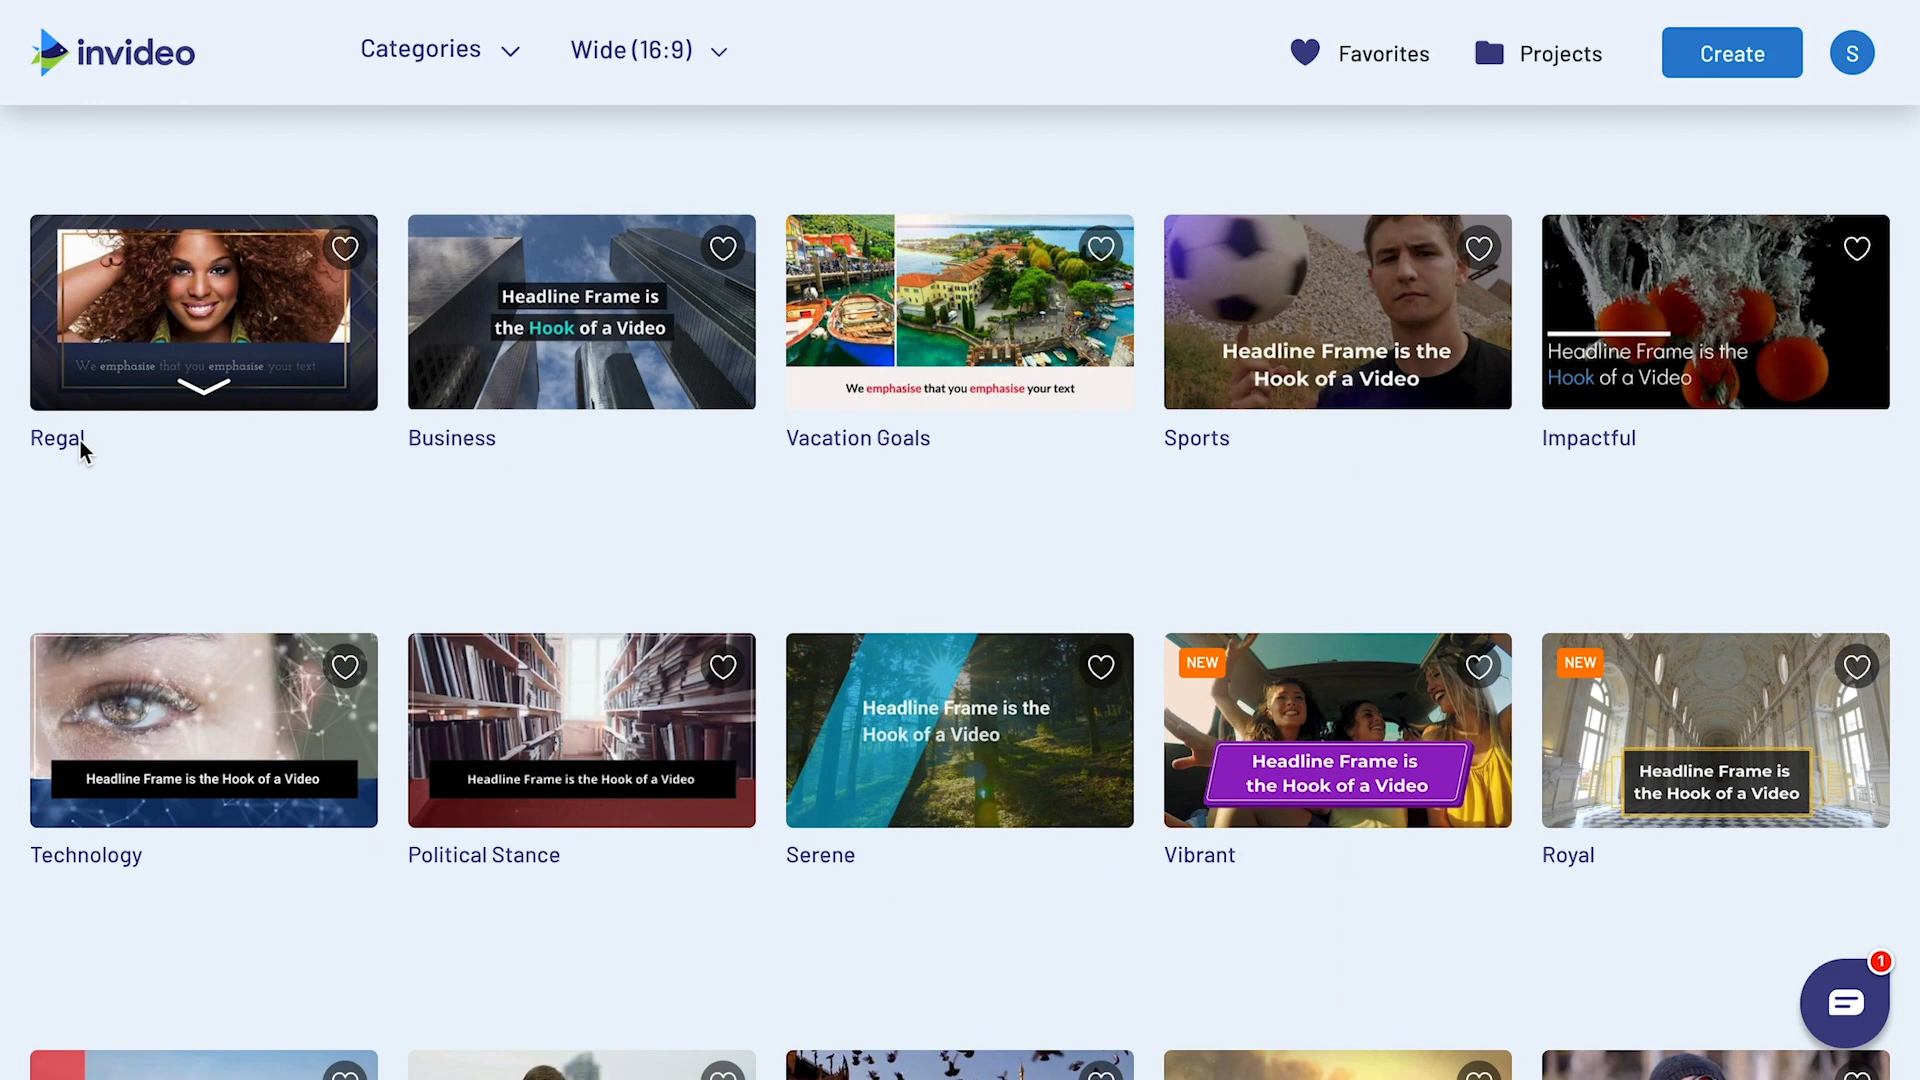 invideo
Categories
Wide (16:9)
Favorites
Projects
Create
S
We emphasise that you emphasise your text
Headline Frame is
the Hook of a Video
We emphasise that you emphasise your text
Headline Frame is the
Hook of a Video
Headline Frame is the
Hook of a Video
Regal
Business
Vacation Goals
Sports
Impactful
Headline Frame is the Hook of a Video
Headline Frame is the Hook of a Video
Headline Frame is the
Hook of a Video
NEW
Headline Frame is
the Hook of a Video
NEW
Headline Frame is
the Hook of a Video
Technology
Political Stance
Serene
Vibrant
Royal
1